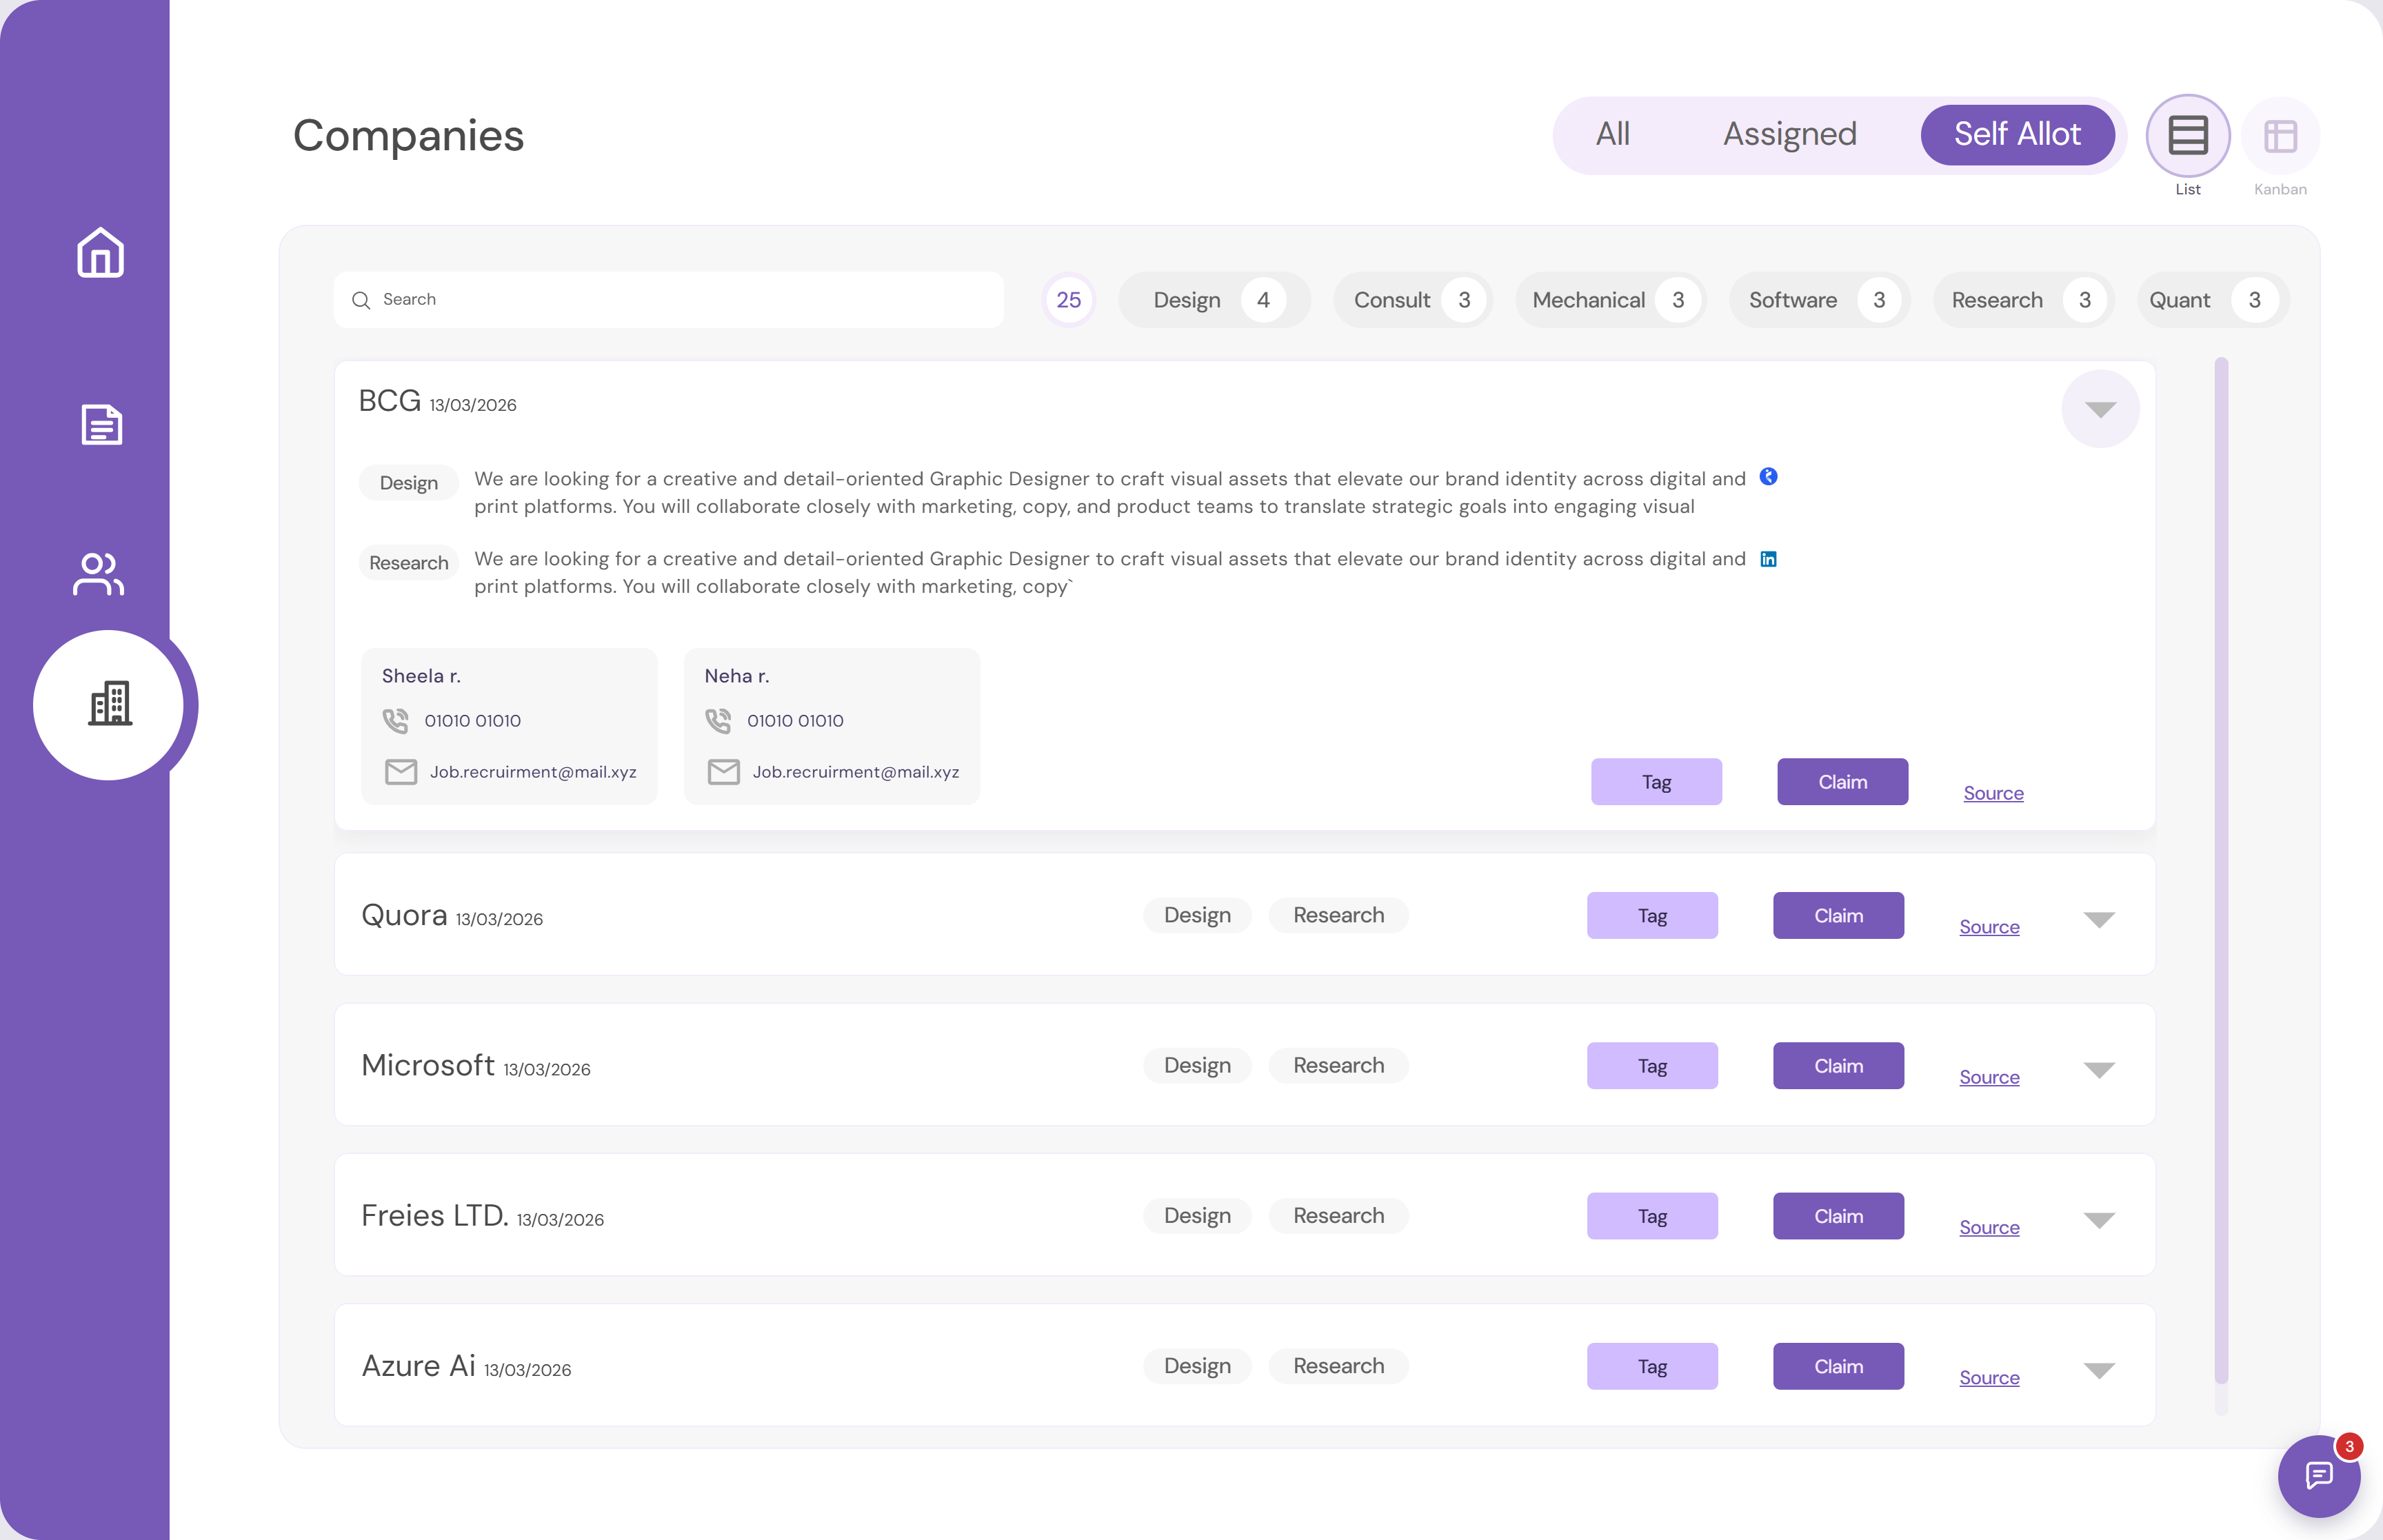 Companies
All Assigned Self Allot
List Kanban
Search 25 Design 4 Consult 3 Mechanical 3 Software 3 Research 3 Quant 3
BCG 13/03/2026
Design We are looking for a creative and detail-oriented Graphic Designer to craft visual assets that elevate our brand identity across digital and
print platforms. You will collaborate closely with marketing, copy, and product teams to translate strategic goals into engaging visual
Research We are looking for a creative and detail-oriented Graphic Designer to craft visual assets that elevate our brand identity across digital and in
print platforms. You will collaborate closely with marketing, copy`
Sheela r. Neha r.
01010 01010 01010 01010
Job.recruirment@mail.xyz Job.recruirment@mail.xyz
Tag Claim Source
Quora 13/03/2026 Design Research Tag Claim Source
Microsoft 13/03/2026 Design Research Tag Claim Source
Freies LTD. 13/03/2026 Design Research Tag Claim Source
Azure Ai 13/03/2026 Design Research Tag Claim Source
3